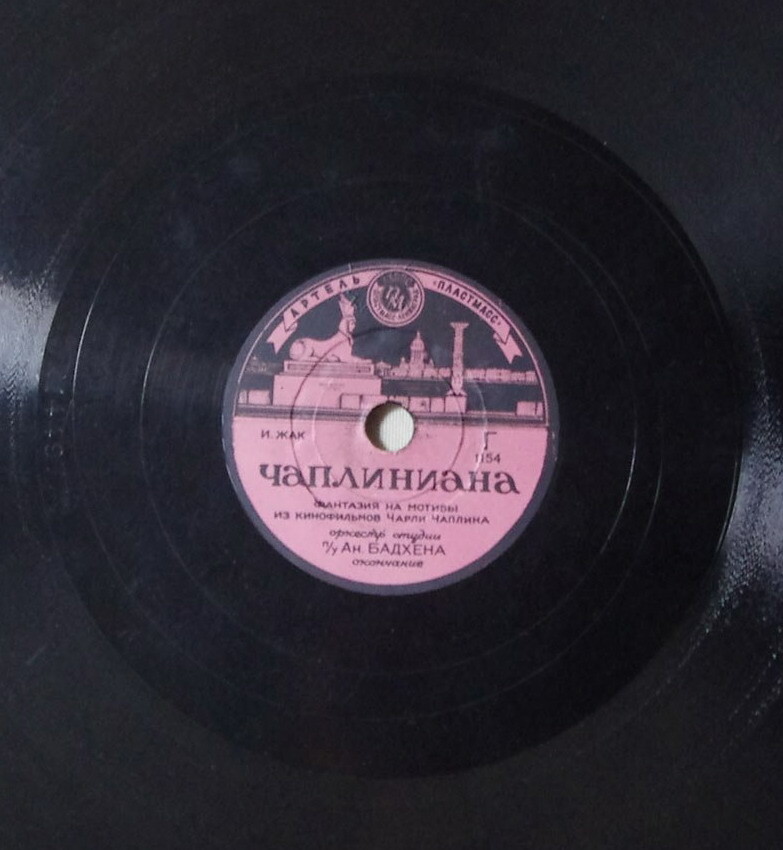 АРТЕЛЬ "ПЛАСТМАСС"
И. ЖАК
Г
1154
ЧАПЛИНИАНА
ФАНТАЗИЯ НА МОТИВЫ
ИЗ КИНОФИЛЬМОВ ЧАРЛИ ЧАПЛИНА
оркестр студии
п/у Ан. БАДХЕНА
окончание